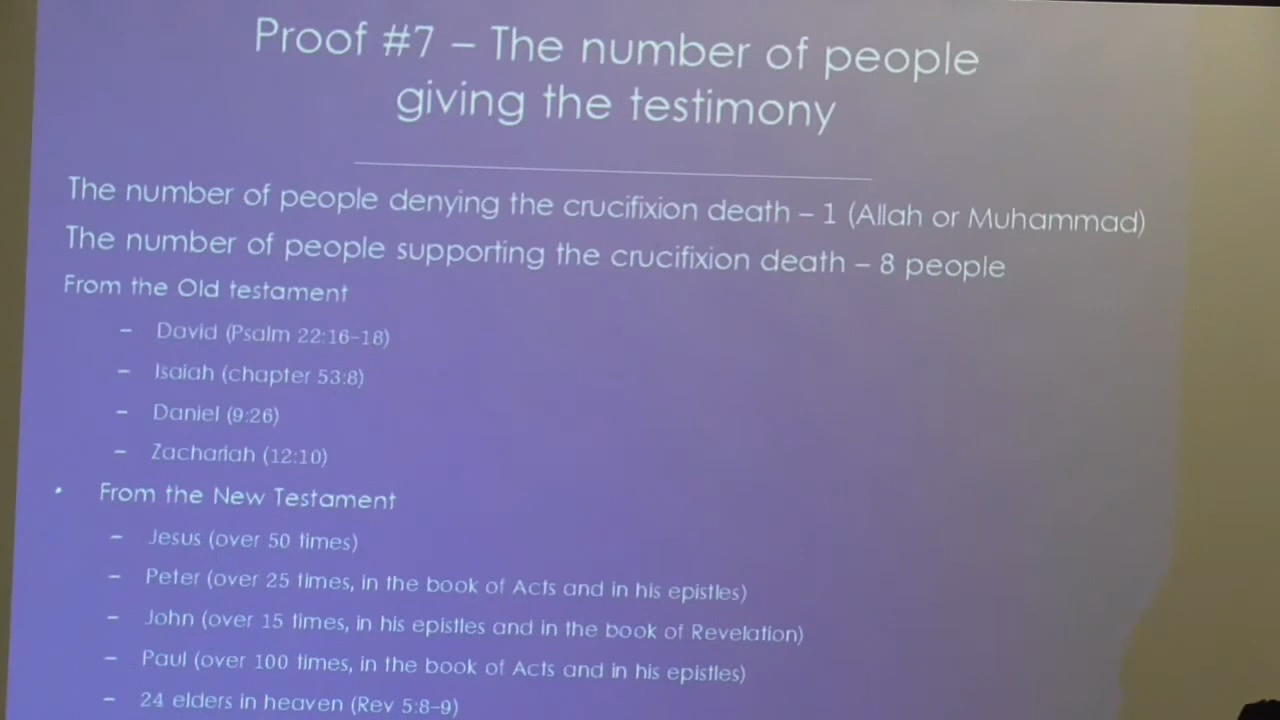 Proof #7 – The number of people
giving the testimony
The number of people denying the crucifixion death – 1 (Allah or Muhammad)
The number of people supporting the crucifixion death – 8 people
From the Old testament
– David (Psalm 22:16-18)
– Isaiah (chapter 53:8)
– Daniel (9:26)
– Zachariah (12:10)
• From the New Testament
– Jesus (over 50 times)
– Peter (over 25 times, in the book of Acts and in his epistles)
– John (over 15 times, in his epistles and in the book of Revelation)
– Paul (over 100 times, in the book of Acts and in his epistles)
– 24 elders in heaven (Rev 5:8-9)